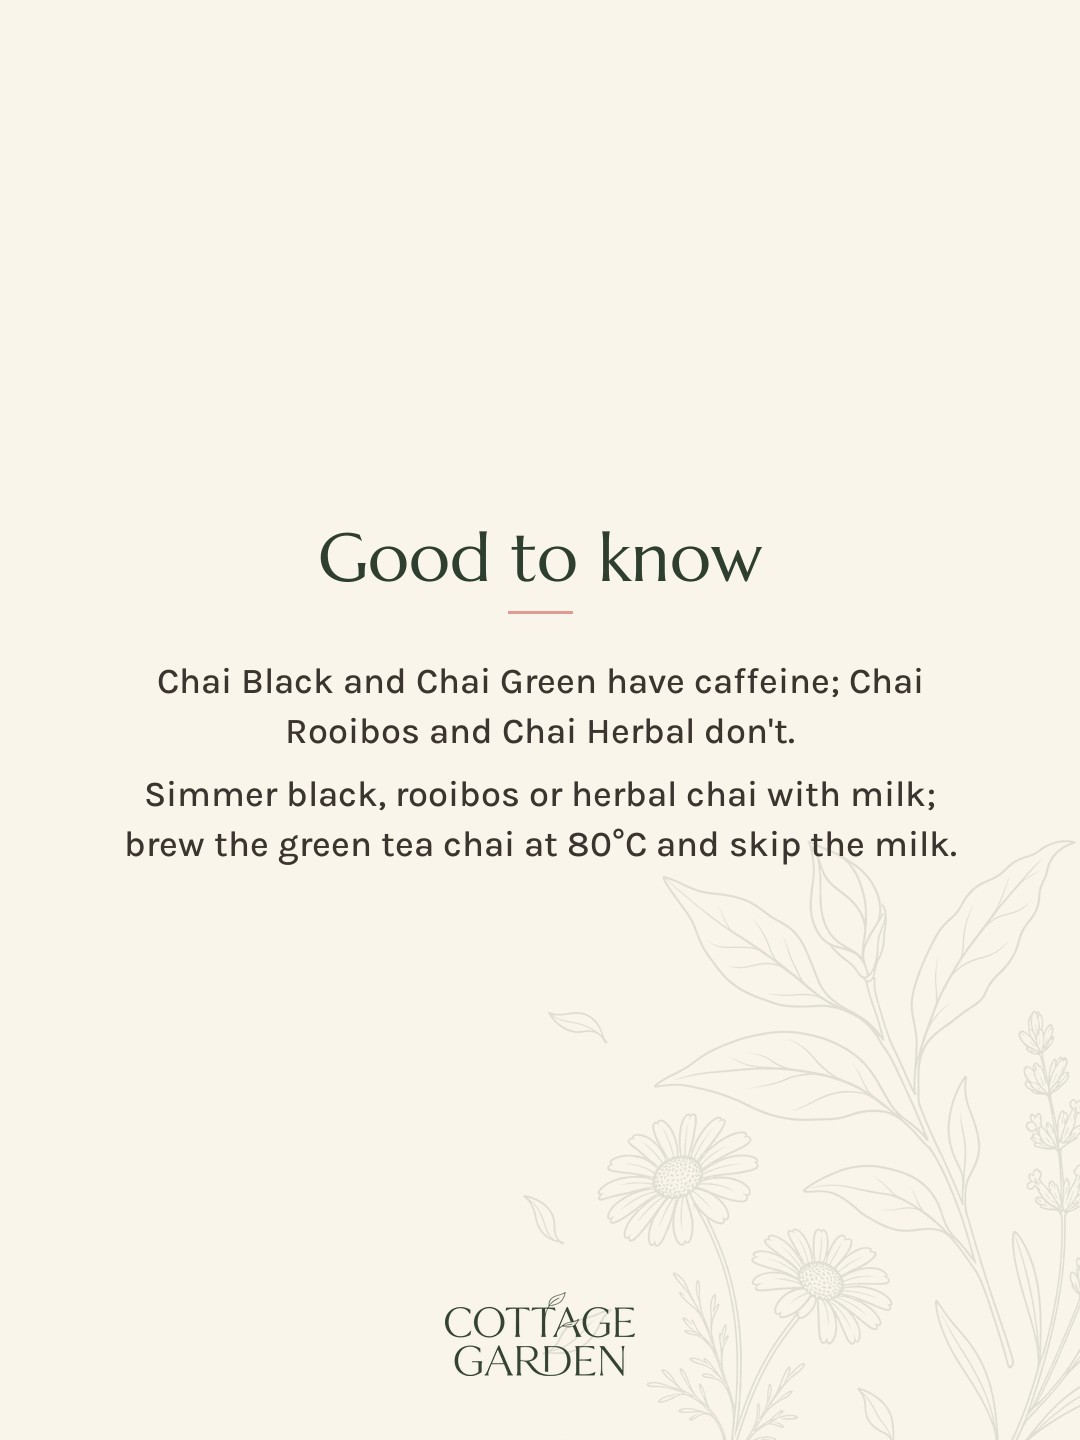 Good to know
Chai Black and Chai Green have caffeine; Chai
Rooibos and Chai Herbal don't.
Simmer black, rooibos or herbal chai with milk;
brew the green tea chai at 80°C and skip the milk.
COTTAGE
GARDEN